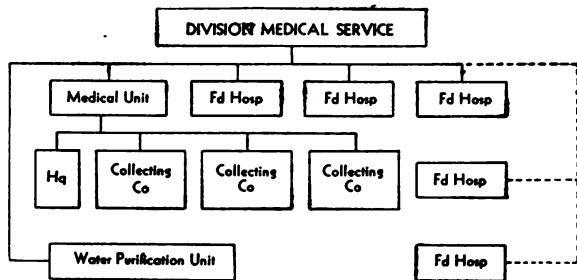 DIVISION MEDICAL SERVICE
Medical Unit
Fd Hosp
Fd Hosp
Fd Hosp
Hq
Collecting
Co
Collecting
Co
Collecting
Co
Fd Hosp
Water Purification Unit
Fd Hosp